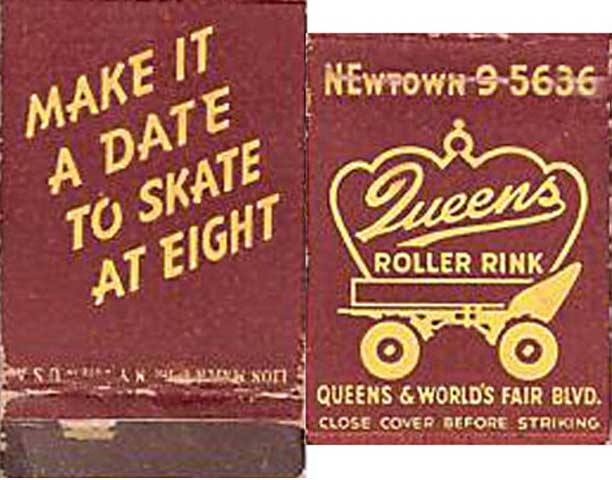 MAKE IT
A DATE
TO SKATE
AT EIGHT
U.S.A.
NEWTOWN 9-5636
Queens
ROLLER RINK
QUEENS & WORLD'S FAIR BLVD.
CLOSE COVER BEFORE STRIKING